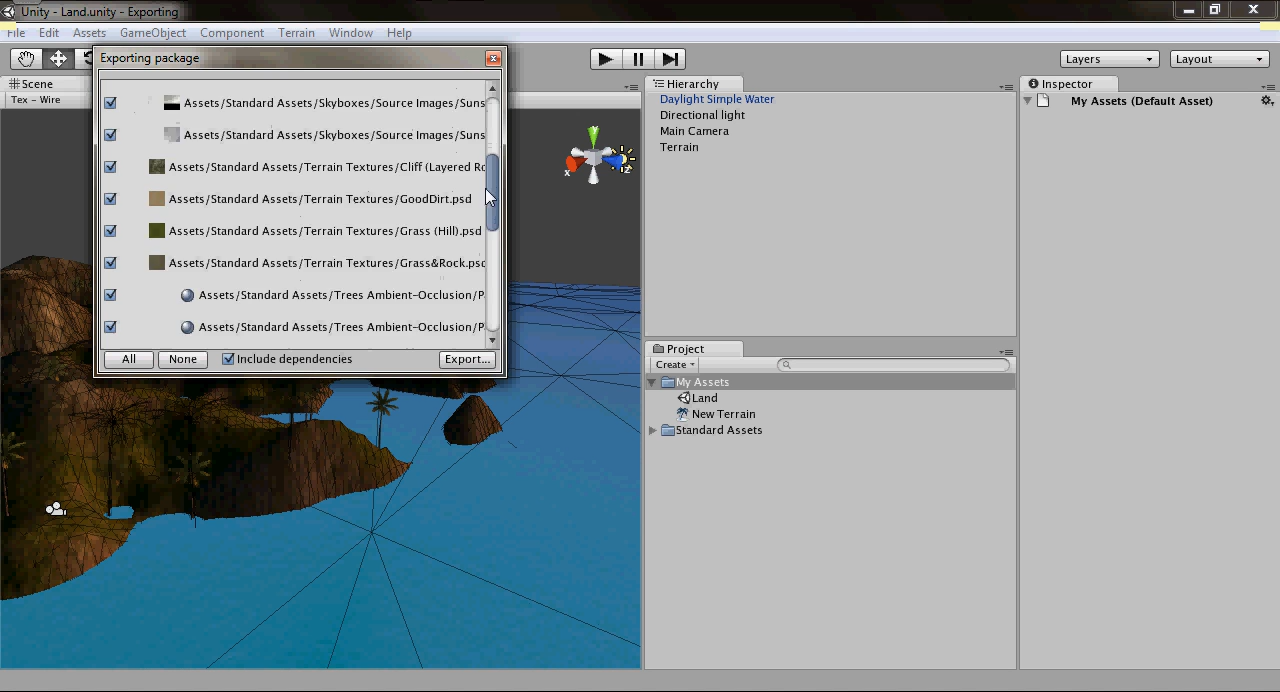 Unity - Land.unity - Exporting
File Edit Assets GameObject Component Terrain Window Help
Layers
Layout
Exporting package
Assets/Standard Assets/Skyboxes/Source Images/Suns
Assets/Standard Assets/Skyboxes/Source Images/Suns
Assets/Standard Assets/Terrain Textures/Cliff (Layered Ro
Assets/Standard Assets/Terrain Textures/GoodDirt.psd
Assets/Standard Assets/Terrain Textures/Grass (Hill).psd
Assets/Standard Assets/Terrain Textures/Grass&Rock.psd
Assets/Standard Assets/Trees Ambient-Occlusion/P
Assets/Standard Assets/Trees Ambient-Occlusion/P
All
None
Include dependencies
Export...
Scene
Tex - Wire
x
z
Hierarchy
Daylight Simple Water
Directional light
Main Camera
Terrain
Project
Create
My Assets
Land
New Terrain
Standard Assets
Inspector
My Assets (Default Asset)